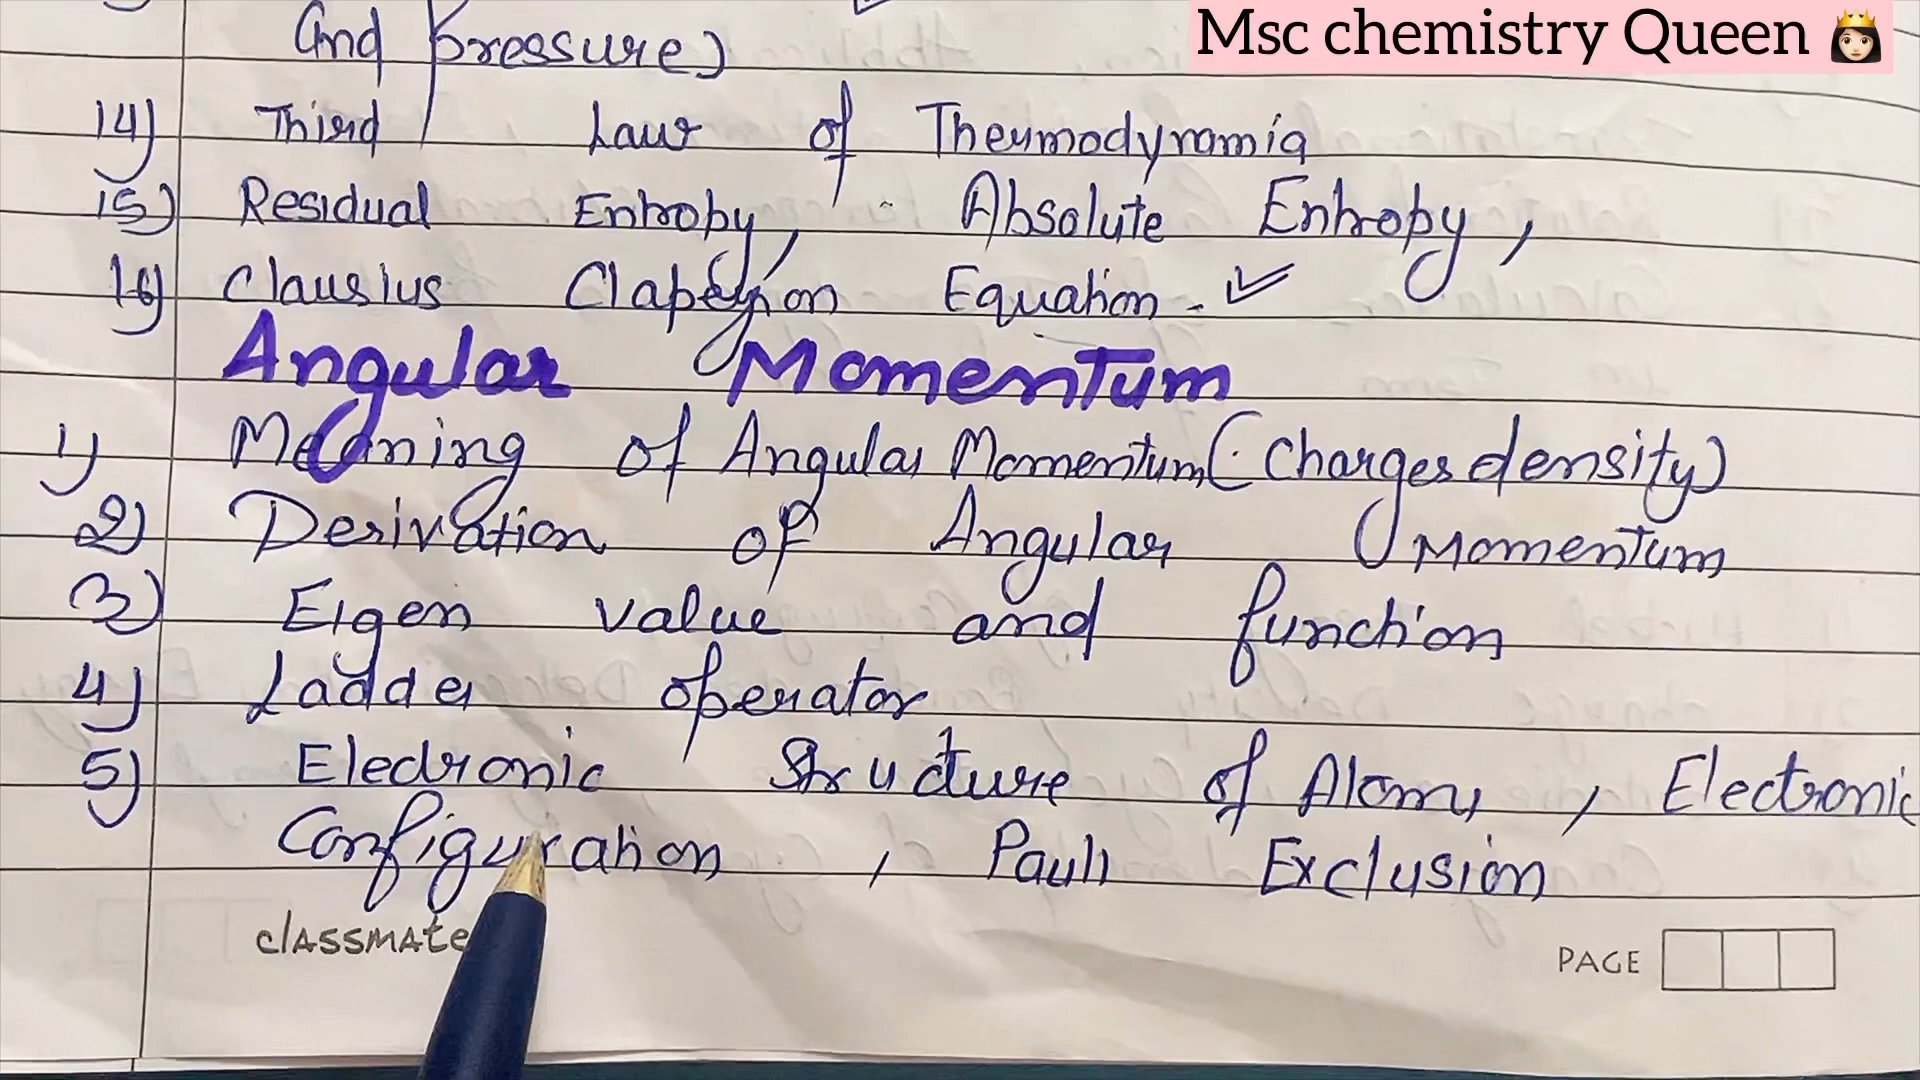 Msc chemistry Queen 👸🏻
And pressure)
14) Third Law of Thermodynamic
15) Residual Entropy, Absolute Entropy,
16) Clausius Clapeyron Equation - ✓
Angular Momentum
1) Meaning of Angular Momentum (Charges density)
2) Derivation of Angular Momentum
3) Eigen value and function
4) Ladder operator
5) Electronic Structure of Atom, Electronic
Configuration, Pauli Exclusion
classmate
PAGE